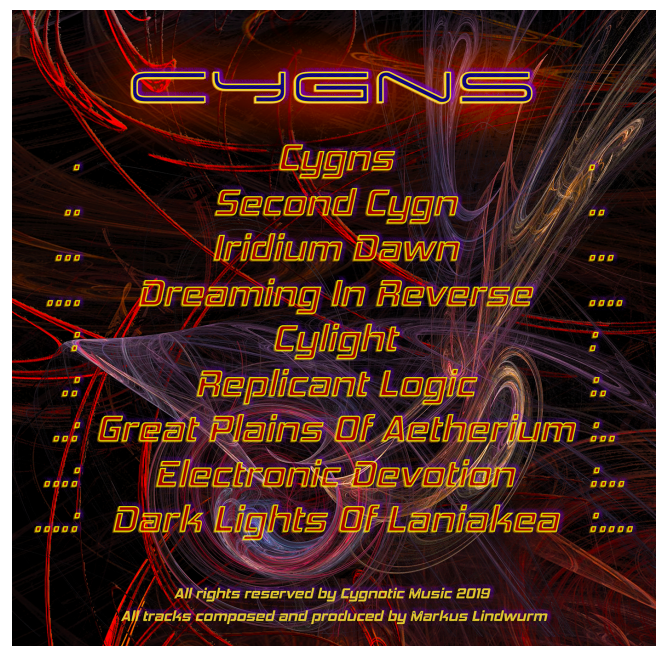 CYGNS
. Cygns .
.. Second Cygn ..
... Iridium Dawn ...
.... Dreaming In Reverse ....
.: Cylight :
..: Replicant Logic :..
...: Great Plains Of Aetherium :...
....: Electronic Devotion :....
.....: Dark Lights Of Laniakea :.....
All rights reserved by Cygnotic Music 2019
All tracks composed and produced by Markus Lindwurm